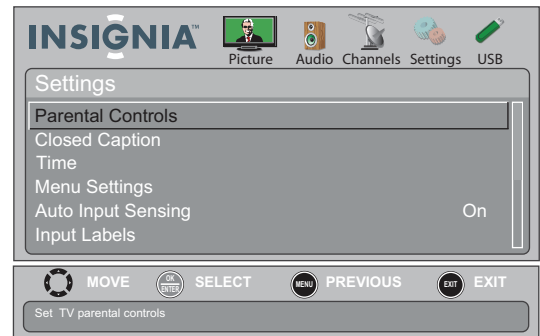 INSIGNIA™
Picture Audio Channels Settings USB
Settings
Parental Controls
Closed Caption
Time
Menu Settings
Auto Input Sensing On
Input Labels
MOVE OK ENTER SELECT MENU PREVIOUS EXIT EXIT
Set TV parental controls